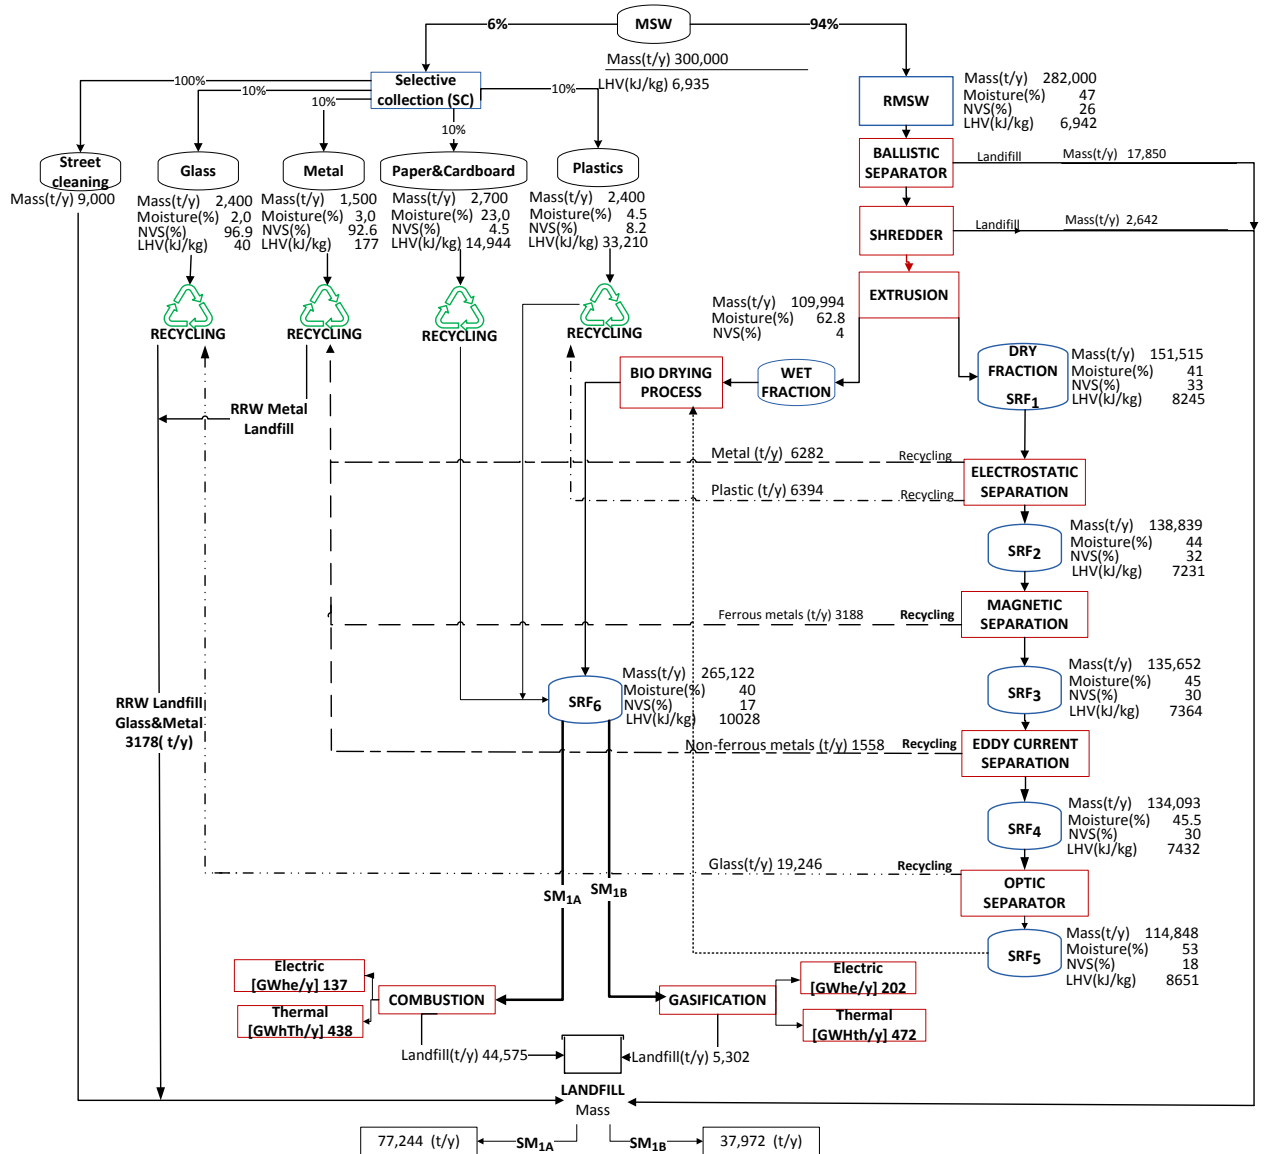 6%
MSW
94%
Mass(t/y) 300,000
LHV(kJ/kg) 6,935
100%
10%
10%
Selective
collection (SC)
10%
10%
RMSW
Mass(t/y) 282,000
Moisture(%) 47
NVS(%) 26
LHV(kJ/kg) 6,942
BALLISTIC
SEPARATOR
Landfill
Mass(t/y) 17,850
SHREDDER
Landfill
Mass(t/y) 2,642
EXTRUSION
Street
cleaning
Mass(t/y) 9,000
Glass
Mass(t/y) 2,400
Moisture(%) 2,0
NVS(%) 96.9
LHV(kJ/kg) 40
Metal
Mass(t/y) 1,500
Moisture(%) 3,0
NVS(%) 92.6
LHV(kJ/kg) 177
Paper&Cardboard
Mass(t/y) 2,700
Moisture(%) 23,0
NVS(%) 4.5
LHV(kJ/kg) 14,944
Plastics
Mass(t/y) 2,400
Moisture(%) 4.5
NVS(%) 8.2
LHV(kJ/kg) 33,210
RECYCLING
RECYCLING
RECYCLING
RECYCLING
Mass(t/y) 109,994
Moisture(%) 62.8
NVS(%) 4
BIO DRYING
PROCESS
WET
FRACTION
DRY
FRACTION
SRF1
Mass(t/y) 151,515
Moisture(%) 41
NVS(%) 33
LHV(kJ/kg) 8245
RRW Metal
Landfill
Metal (t/y) 6282
Recycling
Plastic (t/y) 6394
Recycling
ELECTROSTATIC
SEPARATION
SRF2
Mass(t/y) 138,839
Moisture(%) 44
NVS(%) 32
LHV(kJ/kg) 7231
Ferrous metals (t/y) 3188
Recycling
MAGNETIC
SEPARATION
RRW Landfill
Glass&Metal
3178( t/y)
SRF6
Mass(t/y) 265,122
Moisture(%) 40
NVS(%) 17
LHV(kJ/kg) 10028
SRF3
Mass(t/y) 135,652
Moisture(%) 45
NVS(%) 30
LHV(kJ/kg) 7364
Non-ferrous metals (t/y) 1558
Recycling
EDDY CURRENT
SEPARATION
SRF4
Mass(t/y) 134,093
Moisture(%) 45.5
NVS(%) 30
LHV(kJ/kg) 7432
Glass(t/y) 19,246
Recycling
OPTIC
SEPARATOR
SM1A
SM1B
SRF5
Mass(t/y) 114,848
Moisture(%) 53
NVS(%) 18
LHV(kJ/kg) 8651
Electric
[GWhe/y] 137
Thermal
[GWhTh/y] 438
COMBUSTION
GASIFICATION
Electric
[GWhe/y] 202
Thermal
[GWHth/y] 472
Landfill(t/y) 44,575
Landfill(t/y) 5,302
LANDFILL
Mass
77,244 (t/y)
SM1A
SM1B
37,972 (t/y)